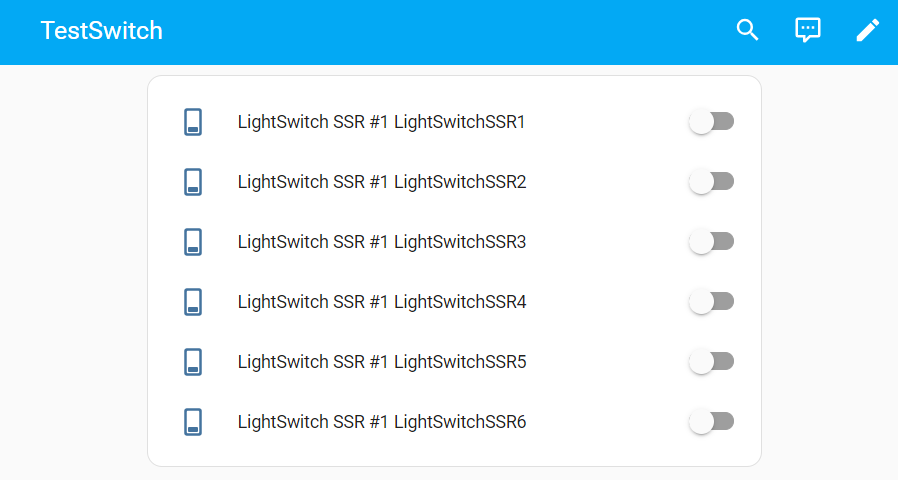 TestSwitch
LightSwitch SSR #1 LightSwitchSSR1
LightSwitch SSR #1 LightSwitchSSR2
LightSwitch SSR #1 LightSwitchSSR3
LightSwitch SSR #1 LightSwitchSSR4
LightSwitch SSR #1 LightSwitchSSR5
LightSwitch SSR #1 LightSwitchSSR6